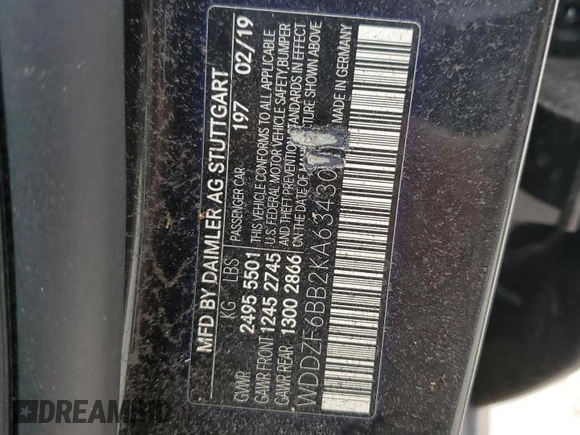 MFD BY DAIMLER AG STUTTGART
KG LBS PASSENGER CAR 197 02/19
GVWR 2495 5501 THIS VEHICLE CONFORMS TO ALL APPLICABLE
GAWR FRONT 1245 2745 U.S. FEDERAL MOTOR VEHICLE SAFETY, BUMPER
AND THEFT PREVENTION STANDARDS IN EFFECT
GAWR REAR 1300 2866 ON THE DATE OF MANUFACTURE SHOWN ABOVE
MADE IN GERMANY
DREAMBID